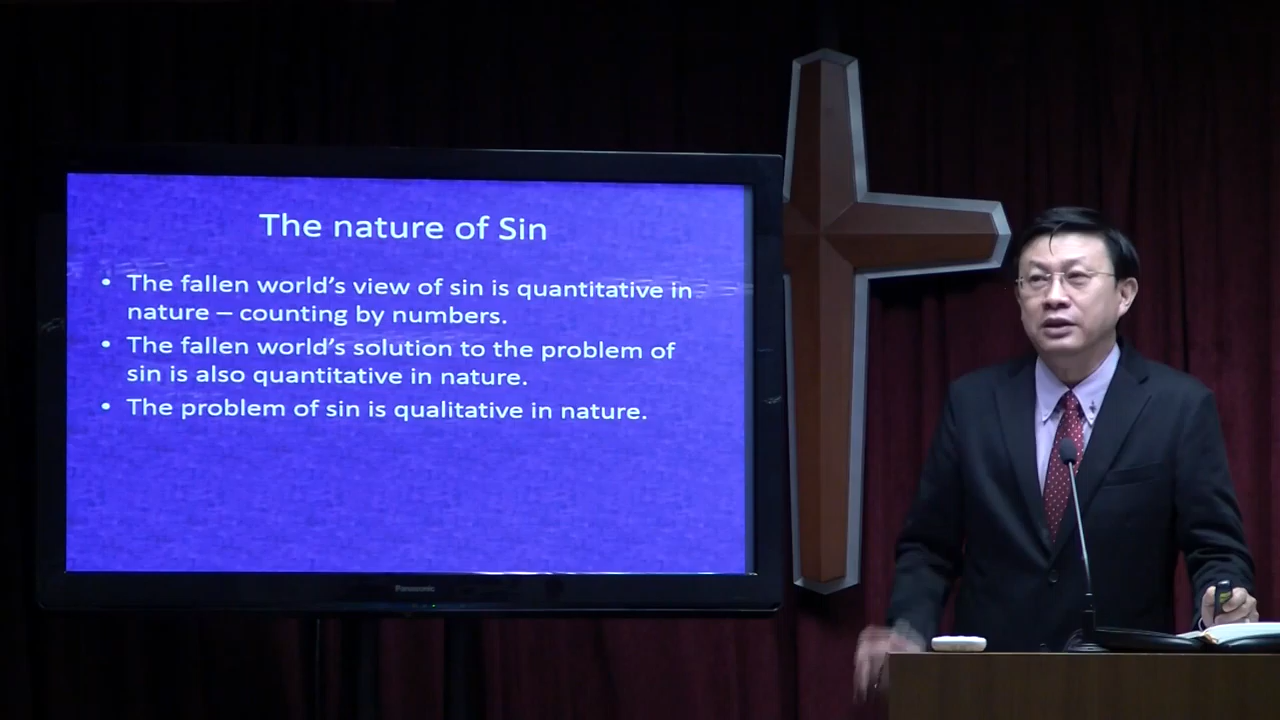 The nature of Sin
• The fallen world's view of sin is quantitative in
nature – counting by numbers.
• The fallen world's solution to the problem of
sin is also quantitative in nature.
• The problem of sin is qualitative in nature.
Panasonic